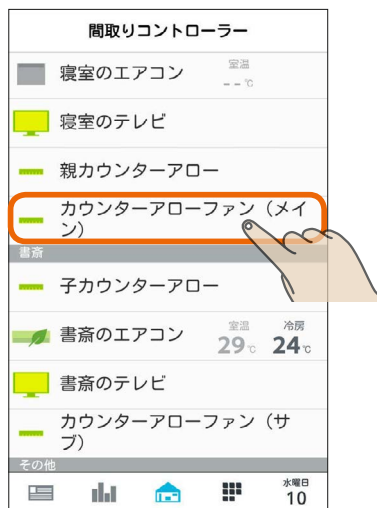 間取りコントローラー
寝室のエアコン 室温
-- ℃
寝室のテレビ
親カウンターアロー
カウンターアローファン（メイ
ン）
書斎
子カウンターアロー
書斎のエアコン 室温 29℃ 冷房 24℃
書斎のテレビ
カウンターアローファン（サ
ブ）
その他
水曜日
10